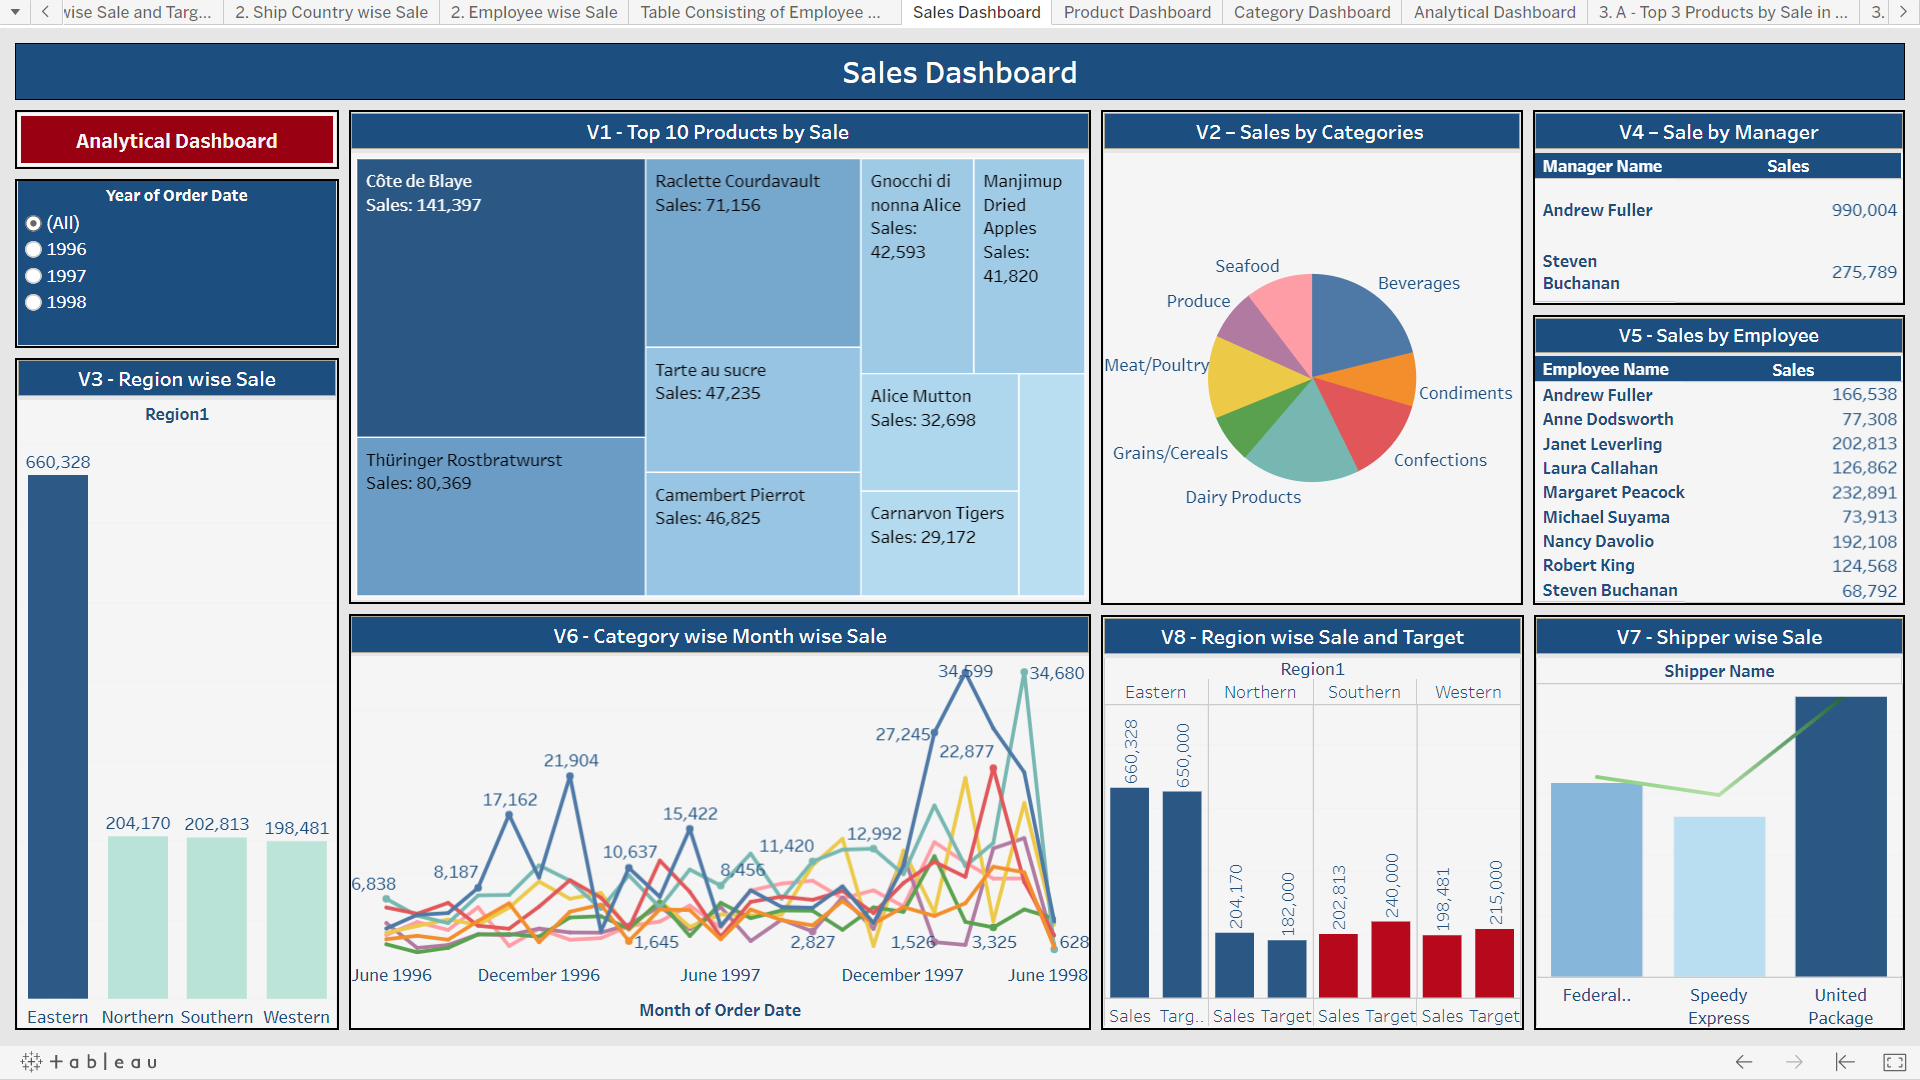 wise Sale and Targ...
2. Ship Country wise Sale
2. Employee wise Sale
Table Consisting of Employee ...
Sales Dashboard
Product Dashboard
Category Dashboard
Analytical Dashboard
3. A - Top 3 Products by Sale in ...
3.
Sales Dashboard
Analytical Dashboard
Year of Order Date
(All)
1996
1997
1998
V3 - Region wise Sale
Region1
660,328
204,170
202,813
198,481
Eastern
Northern
Southern
Western
V1 - Top 10 Products by Sale
Côte de Blaye
Sales: 141,397
Thüringer Rostbratwurst
Sales: 80,369
Raclette Courdavault
Sales: 71,156
Tarte au sucre
Sales: 47,235
Camembert Pierrot
Sales: 46,825
Gnocchi di
nonna Alice
Sales:
42,593
Manjimup
Dried
Apples
Sales:
41,820
Alice Mutton
Sales: 32,698
Carnarvon Tigers
Sales: 29,172
V2 – Sales by Categories
Seafood
Beverages
Produce
Meat/Poultry
Condiments
Grains/Cereals
Confections
Dairy Products
V4 – Sale by Manager
Manager Name Sales
Andrew Fuller 990,004
Steven
Buchanan 275,789
V5 - Sales by Employee
Employee Name Sales
Andrew Fuller 166,538
Anne Dodsworth 77,308
Janet Leverling 202,813
Laura Callahan 126,862
Margaret Peacock 232,891
Michael Suyama 73,913
Nancy Davolio 192,108
Robert King 124,568
Steven Buchanan 68,792
V6 - Category wise Month wise Sale
34,599
34,680
27,245
22,877
21,904
17,162
15,422
12,992
11,420
10,637
8,456
8,187
6,838
1,645
2,827
1,526
3,325
628
June 1996
December 1996
June 1997
December 1997
June 1998
Month of Order Date
V8 - Region wise Sale and Target
Region1
Eastern Northern Southern Western
660,328
650,000
204,170
182,000
202,813
240,000
198,481
215,000
Sales Targ.. Sales Target Sales Target Sales Target
V7 - Shipper wise Sale
Shipper Name
Federal..
Speedy
Express
United
Package
+ a b l e a u